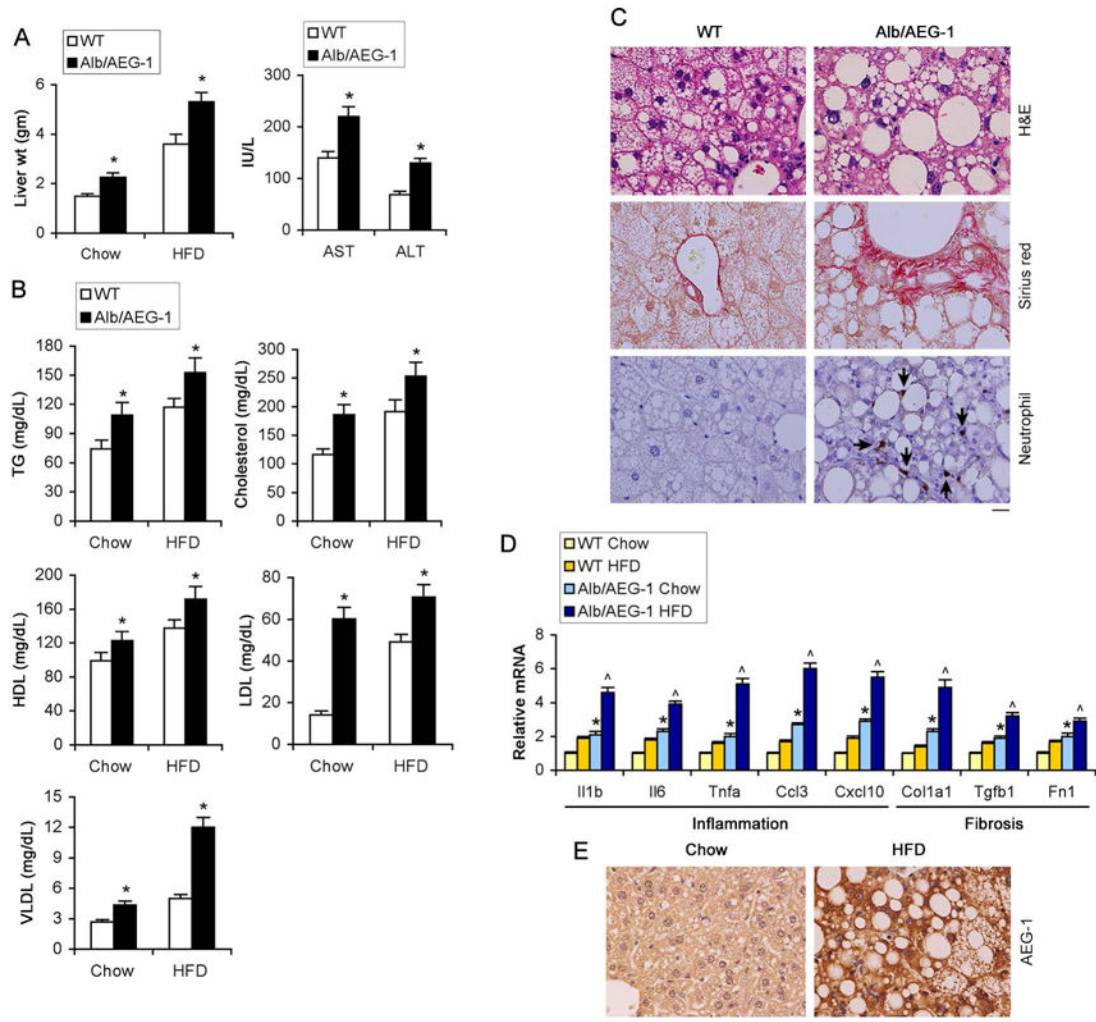 A
WT
Alb/AEG-1
Liver wt (gm)
6
4
2
0
*
*
Chow
HFD
WT
Alb/AEG-1
IU/L
300
200
100
0
*
*
AST
ALT
B
WT
Alb/AEG-1
TG (mg/dL)
180
150
120
90
60
30
0
*
*
Chow
HFD
Cholesterol (mg/dL)
300
250
200
150
100
50
0
*
*
Chow
HFD
HDL (mg/dL)
200
160
120
80
40
0
*
*
Chow
HFD
LDL (mg/dL)
80
60
40
20
0
*
*
Chow
HFD
VLDL (mg/dL)
15
12
9
6
3
0
*
*
Chow
HFD
C
WT
Alb/AEG-1
H&E
Sirius red
Neutrophil
D
WT Chow
WT HFD
Alb/AEG-1 Chow
Alb/AEG-1 HFD
Relative mRNA
8
6
4
2
0
* ^ * ^ * ^ * ^ * ^ * ^ * ^ * ^
Il1b Il6 Tnfa Ccl3 Cxcl10 Col1a1 Tgfb1 Fn1
Inflammation Fibrosis
E
Chow
HFD
AEG-1